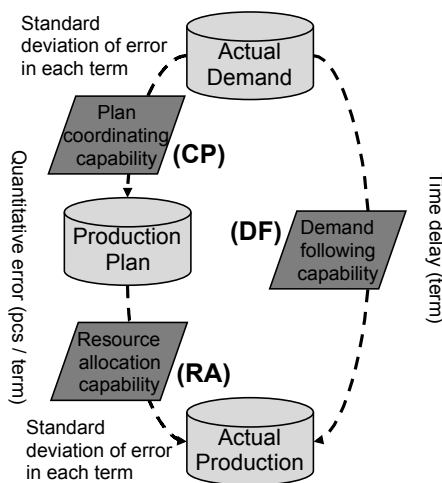 Standard
deviation of error
in each term
Actual
Demand
Plan
coordinating
capability
(CP)
Quantitative error (pcs / term)
Production
Plan
(DF)
Demand
following
capability
Time delay (term)
Resource
allocation
capability
(RA)
Standard
deviation of error
in each term
Actual
Production